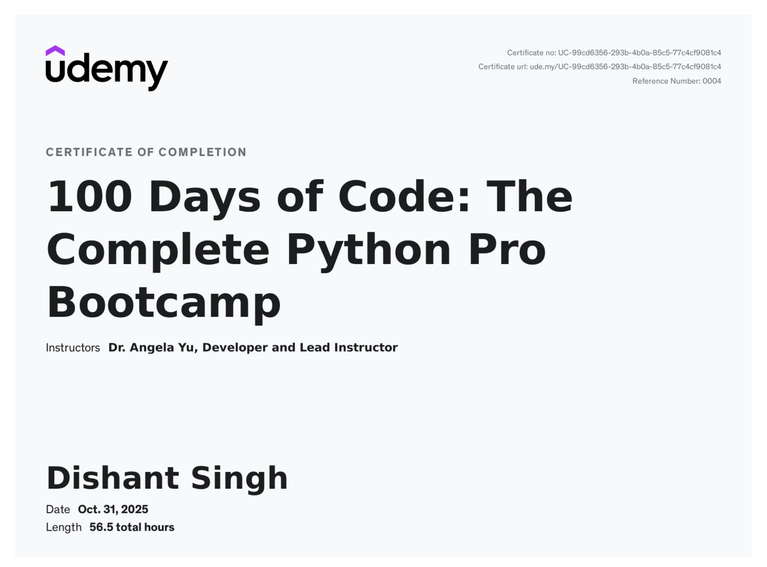 udemy
Certificate no: UC-99cd6356-293b-4b0a-85c5-77c4cf9081c4
Certificate url: ude.my/UC-99cd6356-293b-4b0a-85c5-77c4cf9081c4
Reference Number: 0004
CERTIFICATE OF COMPLETION
100 Days of Code: The
Complete Python Pro
Bootcamp
Instructors Dr. Angela Yu, Developer and Lead Instructor
Dishant Singh
Date Oct. 31, 2025
Length 56.5 total hours